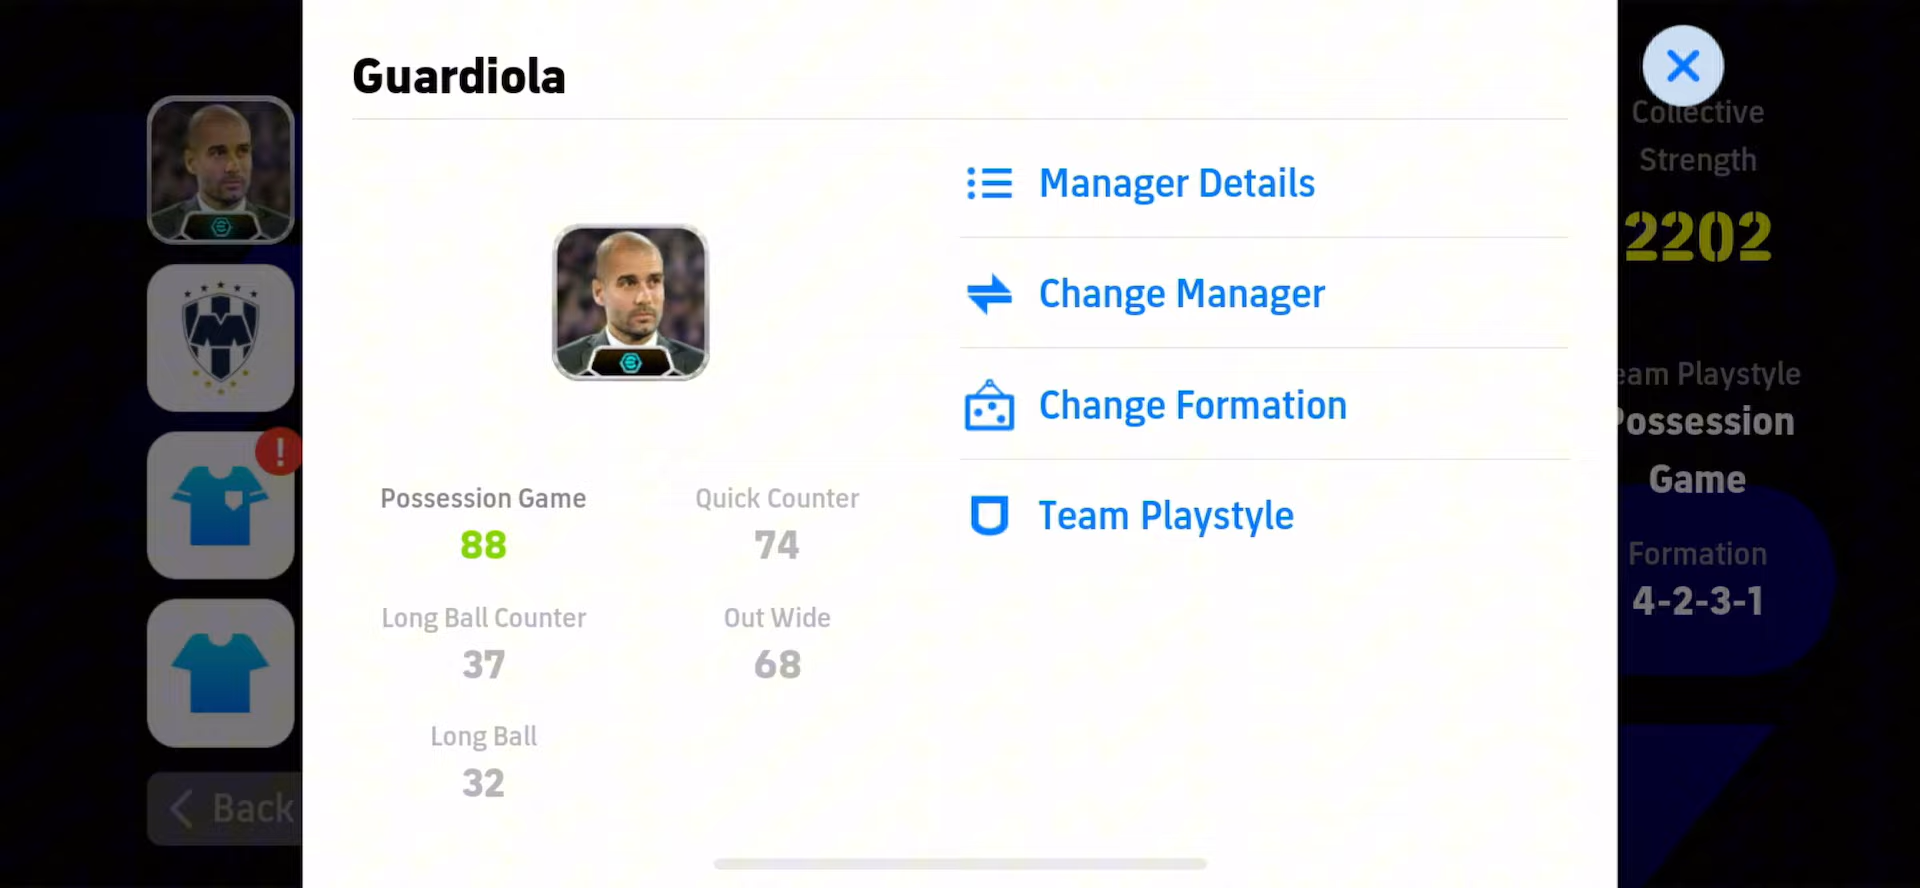 Guardiola
Manager Details
Change Manager
Change Formation
Team Playstyle
Possession Game
88
Quick Counter
74
Long Ball Counter
37
Out Wide
68
Long Ball
32
!
Back
Collective
Strength
2202
eam Playstyle
Possession
Game
Formation
4-2-3-1